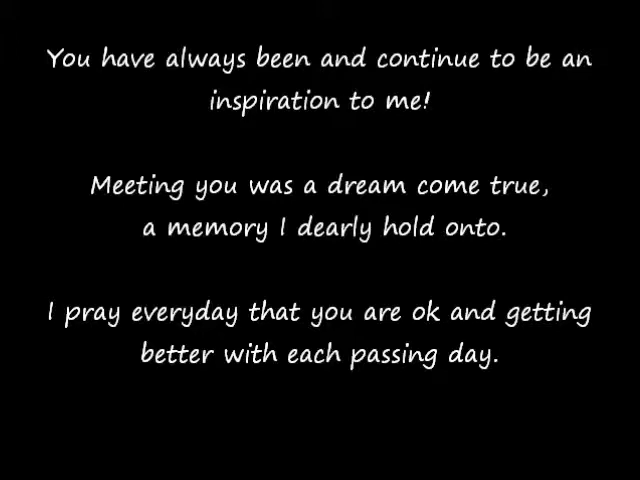 You have always been and continue to be an
inspiration to me!
Meeting you was a dream come true,
a memory I dearly hold onto.
I pray everyday that you are ok and getting
better with each passing day.